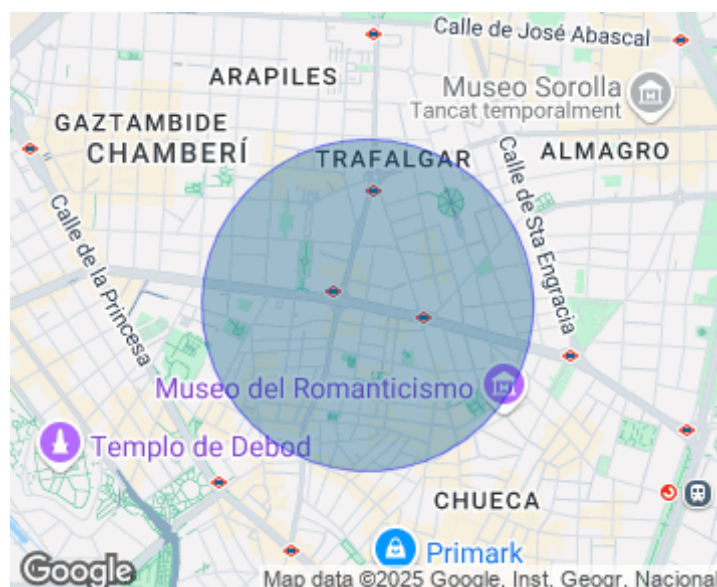 Calle de José Abascal
ARAPILES
Museo Sorolla
Tancat temporalment
GAZTAMBIDE
CHAMBERÍ
TRAFALGAR
ALMAGRO
Calle de Sta Engracia
Calle de la Princesa
Museo del Romanticismo
Templo de Debod
CHUECA
Primark
Google
Map data ©2025 Google, Inst. Geogr. Nacional